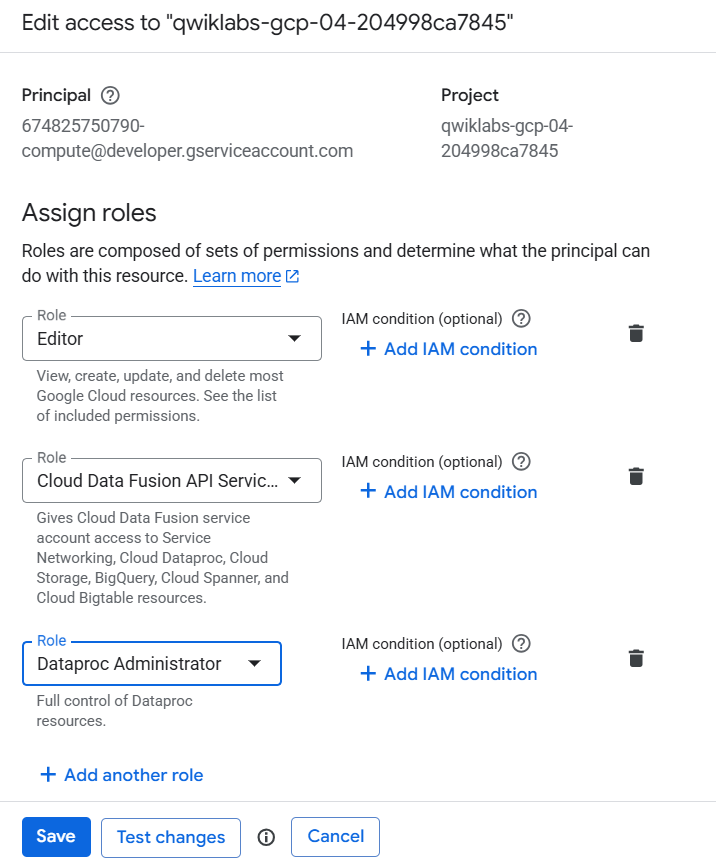 Edit access to "qwiklabs-gcp-04-204998ca7845"
Principal
Project
674825750790-
compute@developer.gserviceaccount.com
qwiklabs-gcp-04-
204998ca7845
Assign roles
Roles are composed of sets of permissions and determine what the principal can
do with this resource. Learn more
Role
Editor
IAM condition (optional)
+ Add IAM condition
View, create, update, and delete most
Google Cloud resources. See the list
of included permissions.
Role
Cloud Data Fusion API Servic...
IAM condition (optional)
+ Add IAM condition
Gives Cloud Data Fusion service
account access to Service
Networking, Cloud Dataproc, Cloud
Storage, BigQuery, Cloud Spanner, and
Cloud Bigtable resources.
Role
Dataproc Administrator
IAM condition (optional)
+ Add IAM condition
Full control of Dataproc
resources.
+ Add another role
Save
Test changes
Cancel